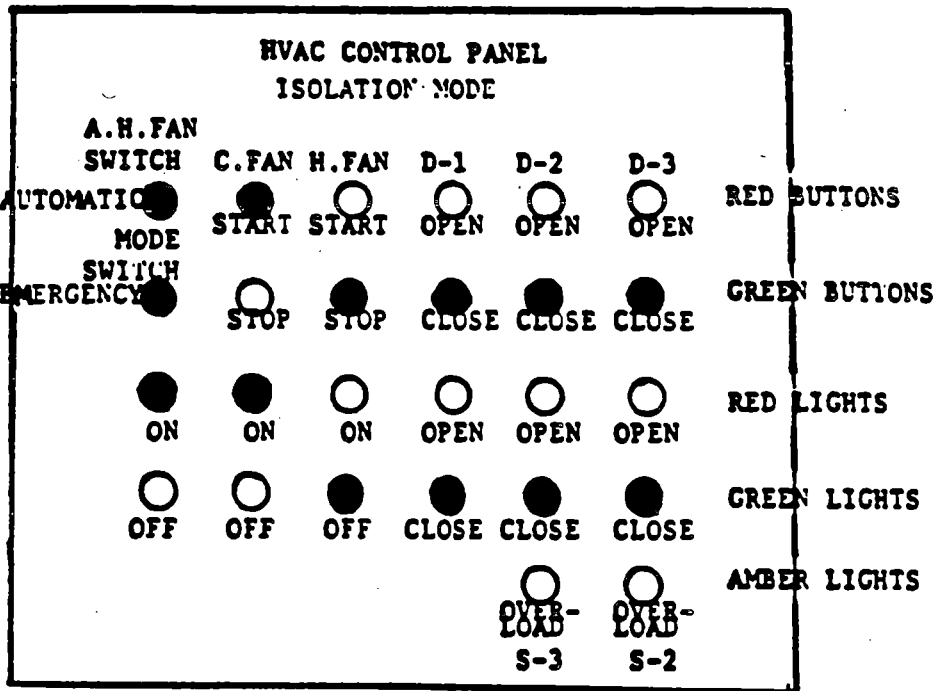 HVAC CONTROL PANEL
ISOLATION MODE
A.H.FAN
SWITCH C.FAN H.FAN D-1 D-2 D-3
AUTOMATIC RED BUTTONS
START START OPEN OPEN OPEN
MODE
SWITCH
EMERGENCY GREEN BUTTONS
STOP STOP CLOSE CLOSE CLOSE
RED LIGHTS
ON ON ON OPEN OPEN OPEN
GREEN LIGHTS
OFF OFF OFF CLOSE CLOSE CLOSE
AMBER LIGHTS
OVER- OVER-
LOAD LOAD
S-3 S-2